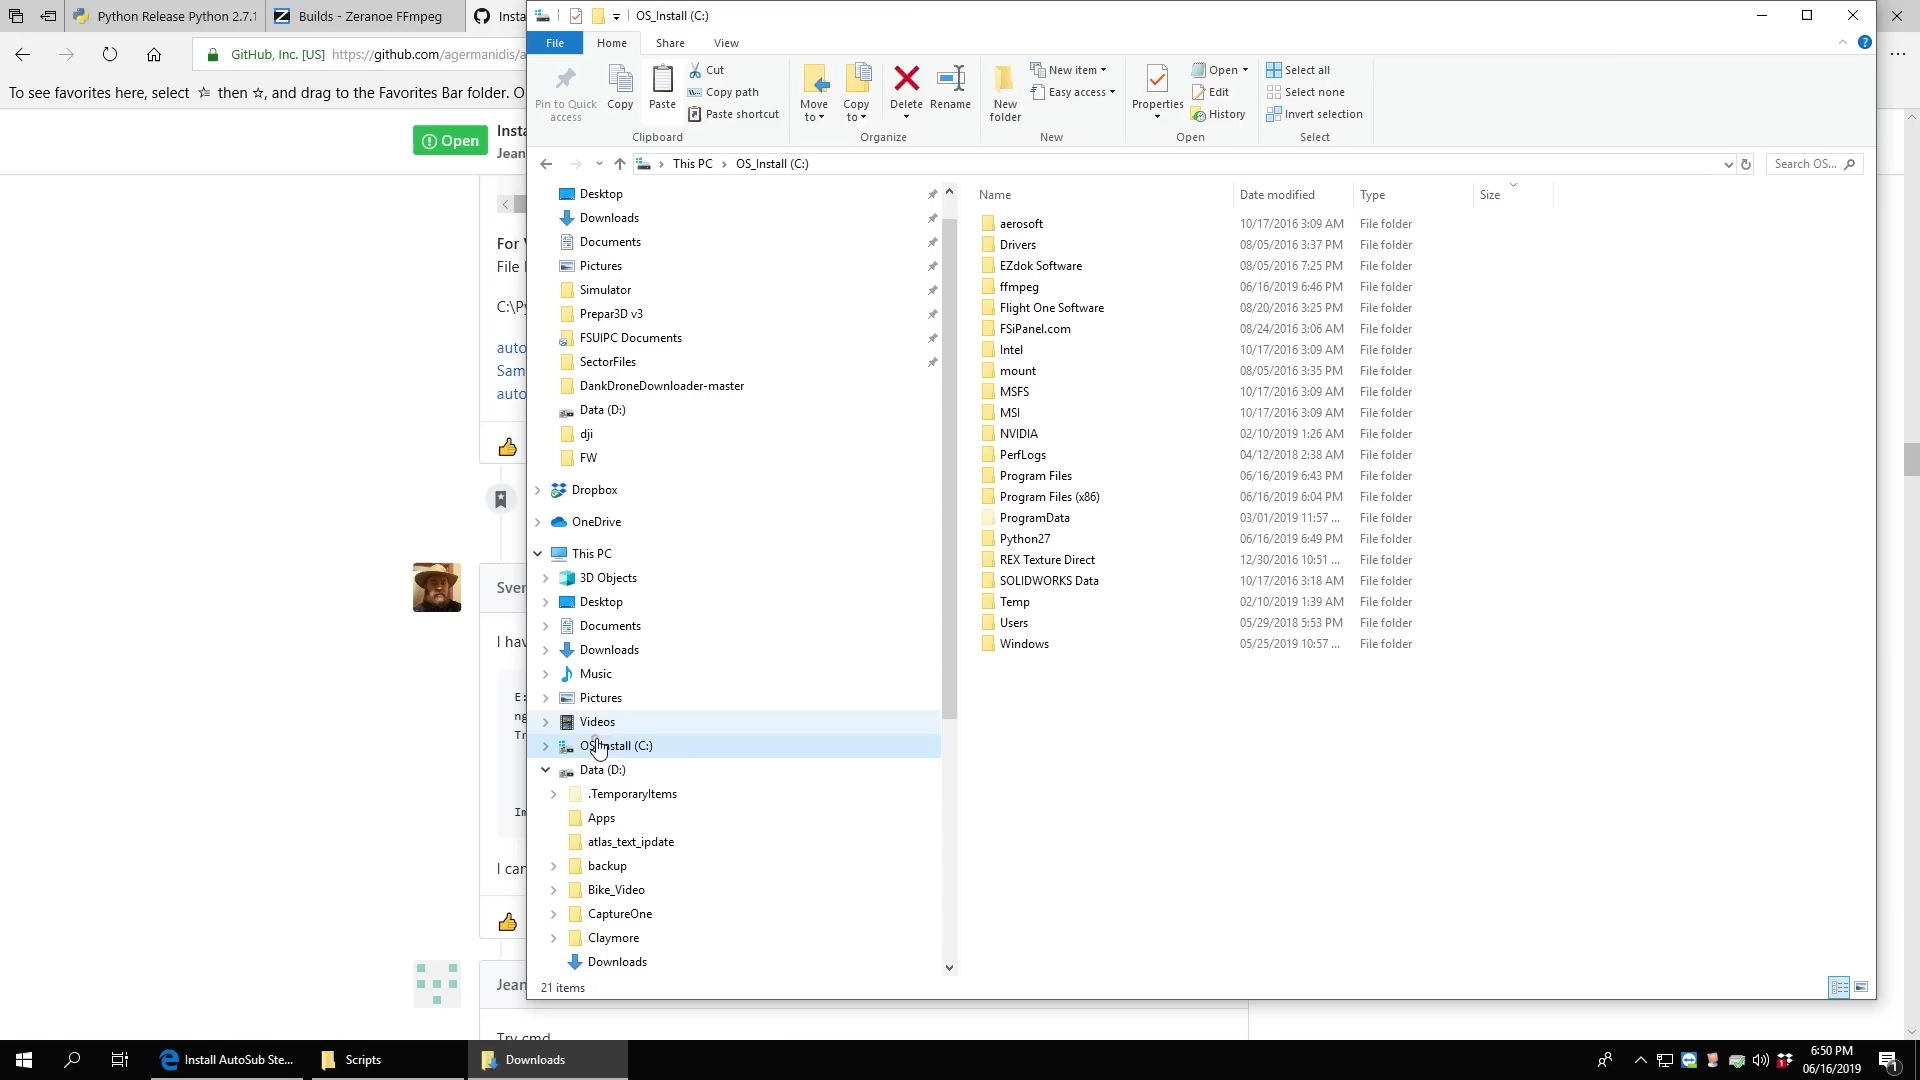 Python Release Python 2.7.1
Builds - Zeranoe FFmpeg
Insta
OS_Install (C:)
GitHub, Inc. [US] https://github.com/agermanidis/a
To see favorites here, select ☆ then ☆, and drag to the Favorites Bar folder. O
File
Home
Share
View
Pin to Quick access
Copy
Paste
Cut
Copy path
Paste shortcut
Clipboard
Move to
Copy to
Delete
Rename
Organize
New folder
New item
Easy access
New
Properties
Open
Edit
History
Open
Select all
Select none
Invert selection
Select
This PC > OS_Install (C:)
Search OS...
Open
Insta
Jean
For
File
C:\Py
auto
Sam
auto
Sver
I hav
E:
ng
Tr
Im
I can
Jean
Try cmd
Desktop
Downloads
Documents
Pictures
Simulator
Prepar3D v3
FSUIPC Documents
SectorFiles
DankDroneDownloader-master
Data (D:)
dji
FW
Dropbox
OneDrive
This PC
3D Objects
Desktop
Documents
Downloads
Music
Pictures
Videos
OS_Install (C:)
Data (D:)
.TemporaryItems
Apps
atlas_text_ipdate
backup
Bike_Video
CaptureOne
Claymore
Downloads
Name Date modified Type Size
aerosoft 10/17/2016 3:09 AM File folder
Drivers 08/05/2016 3:37 PM File folder
EZdok Software 08/05/2016 7:25 PM File folder
ffmpeg 06/16/2019 6:46 PM File folder
Flight One Software 08/20/2016 3:25 PM File folder
FSiPanel.com 08/24/2016 3:06 AM File folder
Intel 10/17/2016 3:09 AM File folder
mount 08/05/2016 3:35 PM File folder
MSFS 10/17/2016 3:09 AM File folder
MSI 10/17/2016 3:09 AM File folder
NVIDIA 02/10/2019 1:26 AM File folder
PerfLogs 04/12/2018 2:38 AM File folder
Program Files 06/16/2019 6:43 PM File folder
Program Files (x86) 06/16/2019 6:04 PM File folder
ProgramData 03/01/2019 11:57 ... File folder
Python27 06/16/2019 6:49 PM File folder
REX Texture Direct 12/30/2016 10:51 ... File folder
SOLIDWORKS Data 10/17/2016 3:18 AM File folder
Temp 02/10/2019 1:39 AM File folder
Users 05/29/2018 5:53 PM File folder
Windows 05/25/2019 10:57 ... File folder
21 items
Install AutoSub Ste...
Scripts
Downloads
6:50 PM
06/16/2019
1